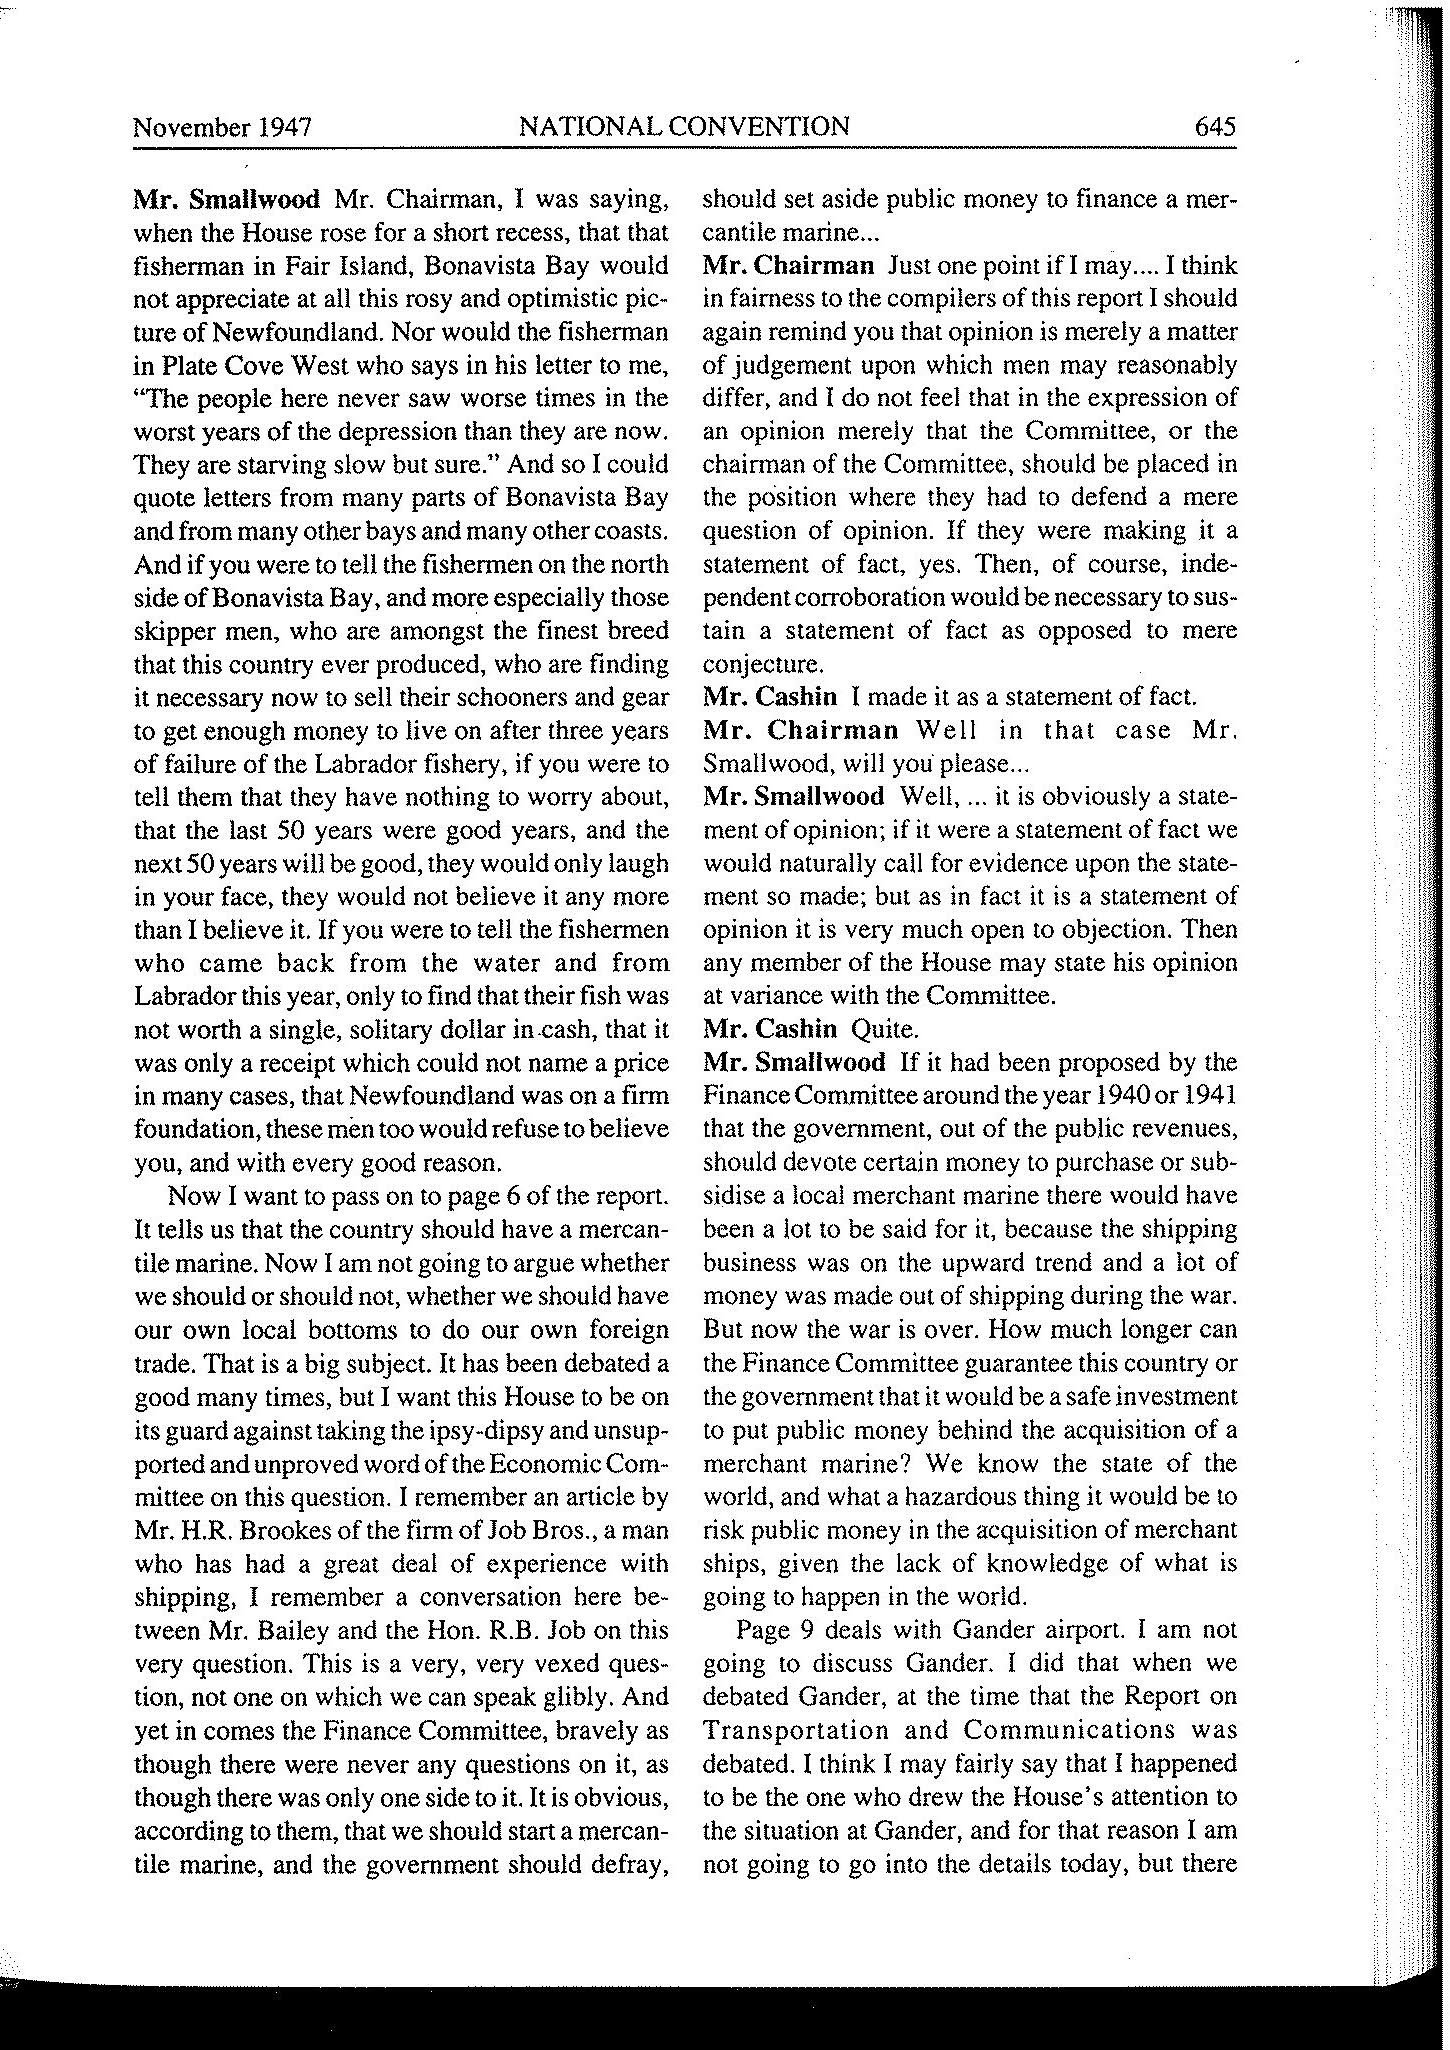 November 1947 NATIONAL CONVENTION 645
Mr. Smallwood Mr. Chairman, I was saying,
when the House rose for a short recess, that that
fisherman in Fair Island, Bonavista Bay would
not appreciate at all this rosy and optimistic pic-
ture of Newfoundland. Nor would the fisherman
in Plate Cove West who says in his letter to me,
“The people here never saw worse times in the
worst years of the depression than they are now.
They are starving slow but sure.” And so I could
quote letters from many parts of Bonavista Bay
and from many other bays and many other coasts.
And if you were to tell the fishermen on the north
side of Bonavista Bay, and more especially those
skipper men, who are amongst the finest breed
that this country ever produced, who are finding
it necessary now to sell their schooners and gear
to get enough money to live on after three years
of failure of the Labrador fishery, if you were to
tell them that they have nothing to worry about,
that the last 50 years were good years, and the
next 50 years will be good, they would only laugh
in your face, they would not believe it any more
than I believe it. If you were to tell the fishermen
who came back from the water and from
Labrador this year, only to find that their fish was
not worth a single, solitary dollar in cash, that it
was only a receipt which could not name a price
in many cases, that Newfoundland was on a firm
foundation, these men too would refuse to believe
you, and with every good reason.
Now I want to pass on to page 6 of the report.
It tells us that the country should have a mercan-
tile marine. Now I am not going to argue whether
we should or should not, whether we should have
our own local bottoms to do our own foreign
trade. That is a big subject. It has been debated a
good many times, but I want this House to be on
its guard against taking the ipsy-dipsy and unsup-
ported and unproved word of the Economic Com-
mittee on this question. I remember an article by
Mr. H.R. Brookes of the firm of Job Bros., a man
who has had a great deal of experience with
shipping, I remember a conversation here be-
tween Mr. Bailey and the Hon. R.B. Job on this
very question. This is a very, very vexed ques-
tion, not one on which we can speak glibly. And
yet in comes the Finance Committee, bravely as
though there were never any questions on it, as
though there was only one side to it. It is obvious,
according to them, that we should start a mercan-
tile marine, and the government should defray,
should set aside public money to finance a mer-
cantile marine...
Mr. Chairman Just one point if I may.... I think
in fairness to the compilers of this report I should
again remind you that opinion is merely a matter
of judgement upon which men may reasonably
differ, and I do not feel that in the expression of
an opinion merely that the Committee, or the
chairman of the Committee, should be placed in
the position where they had to defend a mere
question of opinion. If they were making it a
statement of fact, yes. Then, of course, inde-
pendent corroboration would be necessary to sus-
tain a statement of fact as opposed to mere
conjecture.
Mr. Cashin I made it as a statement of fact.
Mr. Chairman Well in that case Mr.
Smallwood, will you please...
Mr. Smallwood Well, ... it is obviously a state-
ment of opinion; if it were a statement of fact we
would naturally call for evidence upon the state-
ment so made; but as in fact it is a statement of
opinion it is very much open to objection. Then
any member of the House may state his opinion
at variance with the Committee.
Mr. Cashin Quite.
Mr. Smallwood If it had been proposed by the
Finance Committee around the year 1940 or 1941
that the government, out of the public revenues,
should devote certain money to purchase or sub-
sidise a local merchant marine there would have
been a lot to be said for it, because the shipping
business was on the upward trend and a lot of
money was made out of shipping during the war.
But now the war is over. How much longer can
the Finance Committee guarantee this country or
the government that it would be a safe investment
to put public money behind the acquisition of a
merchant marine? We know the state of the
world, and what a hazardous thing it would be to
risk public money in the acquisition of merchant
ships, given the lack of knowledge of what is
going to happen in the world.
Page 9 deals with Gander airport. I am not
going to discuss Gander. I did that when we
debated Gander, at the time that the Report on
Transportation and Communications was
debated. I think I may fairly say that I happened
to be the one who drew the House's attention to
the situation at Gander, and for that reason I am
not going to go into the details today, but there